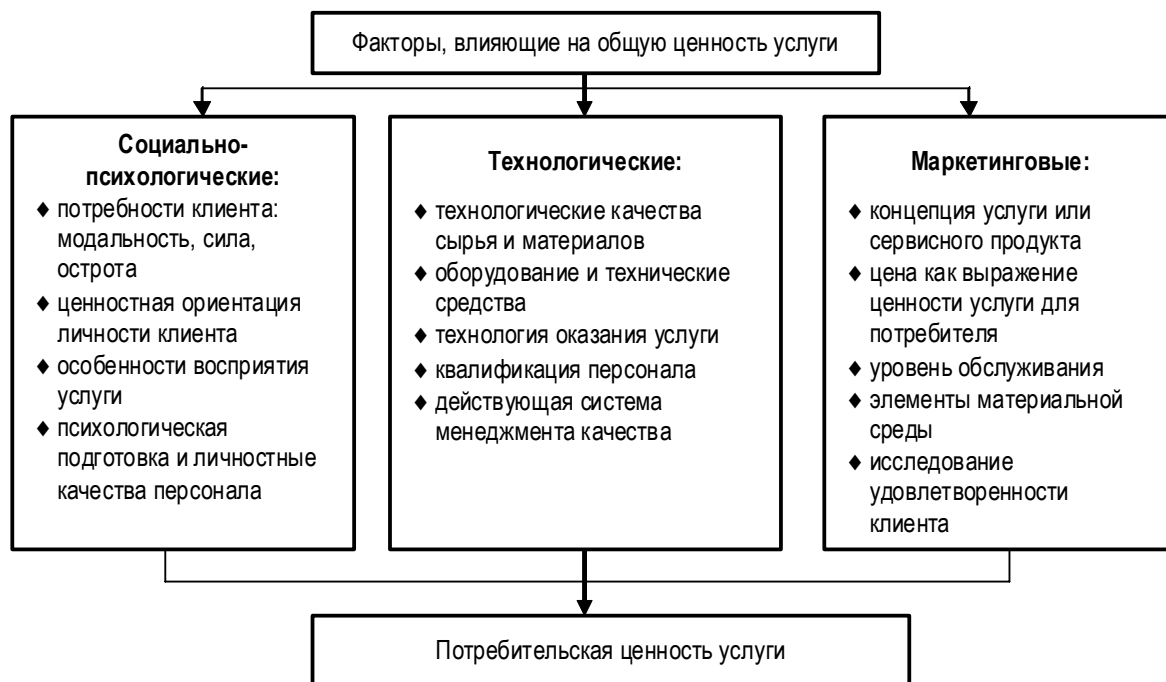 Факторы, влияющие на общую ценность услуги
Социально-
психологические:
♦ потребности клиента:
модальность, сила,
острота
♦ ценностная ориентация
личности клиента
♦ особенности восприятия
услуги
♦ психологическая
подготовка и личностные
качества персонала
Технологические:
♦ технологические качества
сырья и материалов
♦ оборудование и технические
средства
♦ технология оказания услуги
♦ квалификация персонала
♦ действующая система
менеджмента качества
Маркетинговые:
♦ концепция услуги или
сервисного продукта
♦ цена как выражение
ценности услуги для
потребителя
♦ уровень обслуживания
♦ элементы материальной
среды
♦ исследование
удовлетворенности
клиента
Потребительская ценность услуги